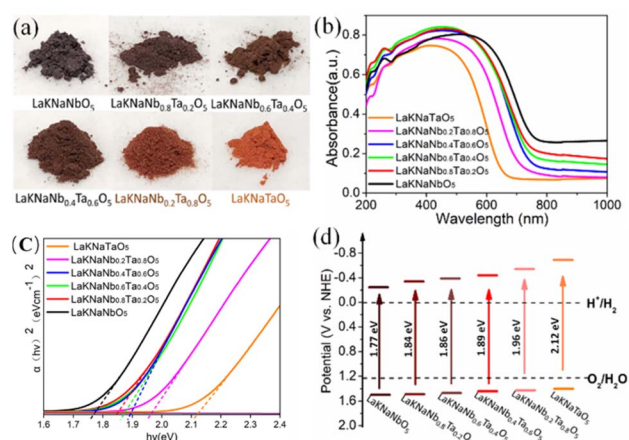 (a)
LaKNaNbO₅ LaKNaNb₀.₈Ta₀.₂O₅ LaKNaNb₀.₆Ta₀.₄O₅
LaKNaNb₀.₄Ta₀.₆O₅ LaKNaNb₀.₂Ta₀.₈O₅ LaKNaTaO₅
(b)
Absorbance(a.u.)
0.8
0.6
0.4
0.2
0.0
LaKNaTaO₅
LaKNaNb₀.₂Ta₀.₈O₅
LaKNaNb₀.₄Ta₀.₆O₅
LaKNaNb₀.₆Ta₀.₄O₅
LaKNaNb₀.₈Ta₀.₂O₅
LaKNaNbO₅
200 400 600 800 1000
Wavelength (nm)
(c)
α (hν) ² (eVcm⁻¹) ²
LaKNaTaO₅
LaKNaNb₀.₂Ta₀.₈O₅
LaKNaNb₀.₄Ta₀.₆O₅
LaKNaNb₀.₆Ta₀.₄O₅
LaKNaNb₀.₈Ta₀.₂O₅
LaKNaNbO₅
1.6 1.7 1.8 1.9 2.0 2.1 2.2 2.3 2.4
hν(eV)
(d)
Potential (V vs. NHE)
-0.8
-0.4
0.0
0.4
0.8
1.2
1.6
2.0
H⁺/H₂
O₂/H₂O
1.77 eV
1.84 eV
1.86 eV
1.89 eV
1.96 eV
2.12 eV
LaKNaNbO₅
LaKNaNb₀.₈Ta₀.₂O
LaKNaNb₀.₆Ta₀.₄O₅
LaKNaNb₀.₄Ta₀.₆O₅
LaKNaNb₀.₂Ta₀.₈O₅
LaKNaTaO₅